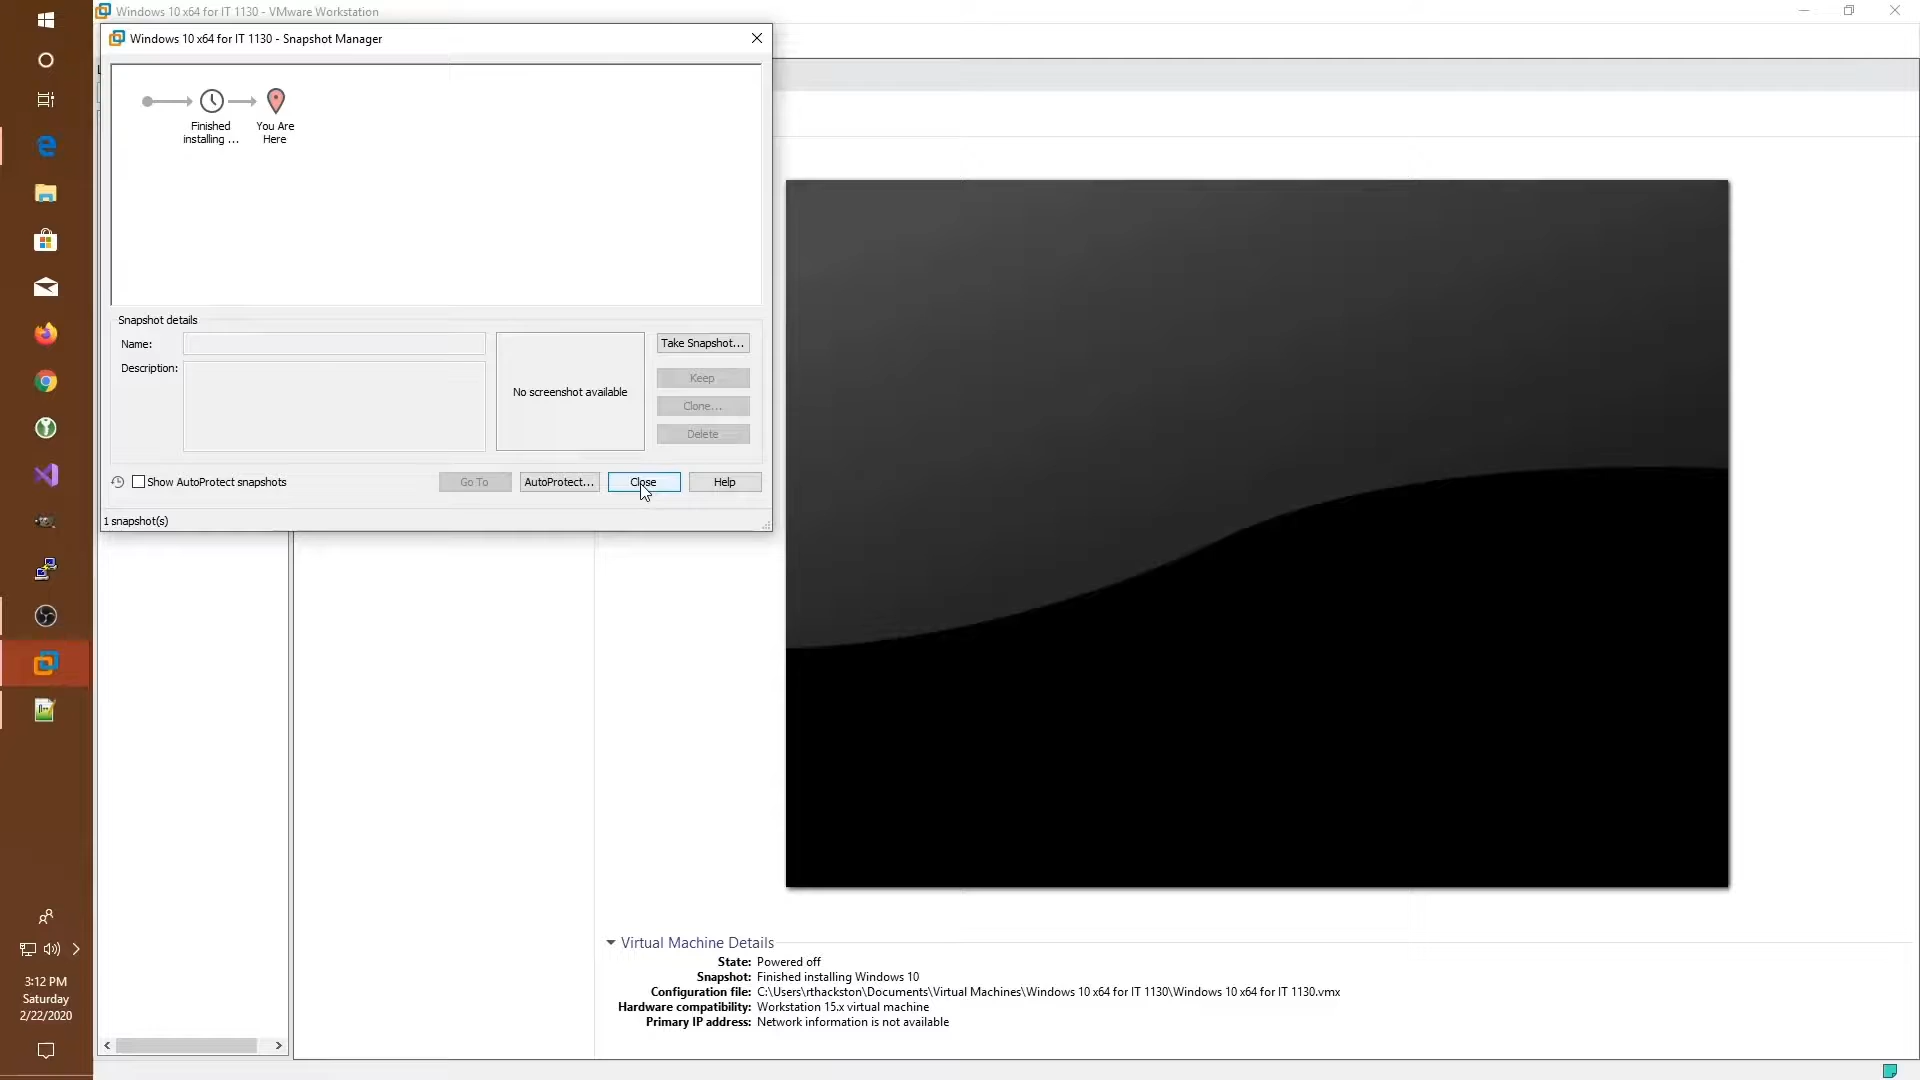 Windows 10 x64 for IT 1130 - VMware Workstation
Windows 10 x64 for IT 1130 - Snapshot Manager
Finished
installing ...
You Are
Here
Snapshot details
Name:
Description:
No screenshot available
Take Snapshot...
Keep
Clone...
Delete
Show AutoProtect snapshots
Go To
AutoProtect...
Close
Help
1 snapshot(s)
Virtual Machine Details
State: Powered off
Snapshot: Finished installing Windows 10
Configuration file: C:\Users\rthackston\Documents\Virtual Machines\Windows 10 x64 for IT 1130\Windows 10 x64 for IT 1130.vmx
Hardware compatibility: Workstation 15.x virtual machine
Primary IP address: Network information is not available
3:12 PM
Saturday
2/22/2020